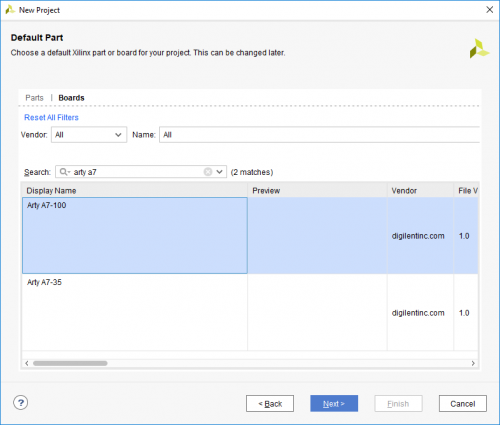 New Project
Default Part
Choose a default Xilinx part or board for your project. This can be changed later.
Parts | Boards
Reset All Filters
Vendor: All Name: All
Search: arty a7 (2 matches)
Display Name Preview Vendor File V
Arty A7-100
digilentinc.com 1.0
Arty A7-35
digilentinc.com 1.0
? < Back Next > Finish Cancel